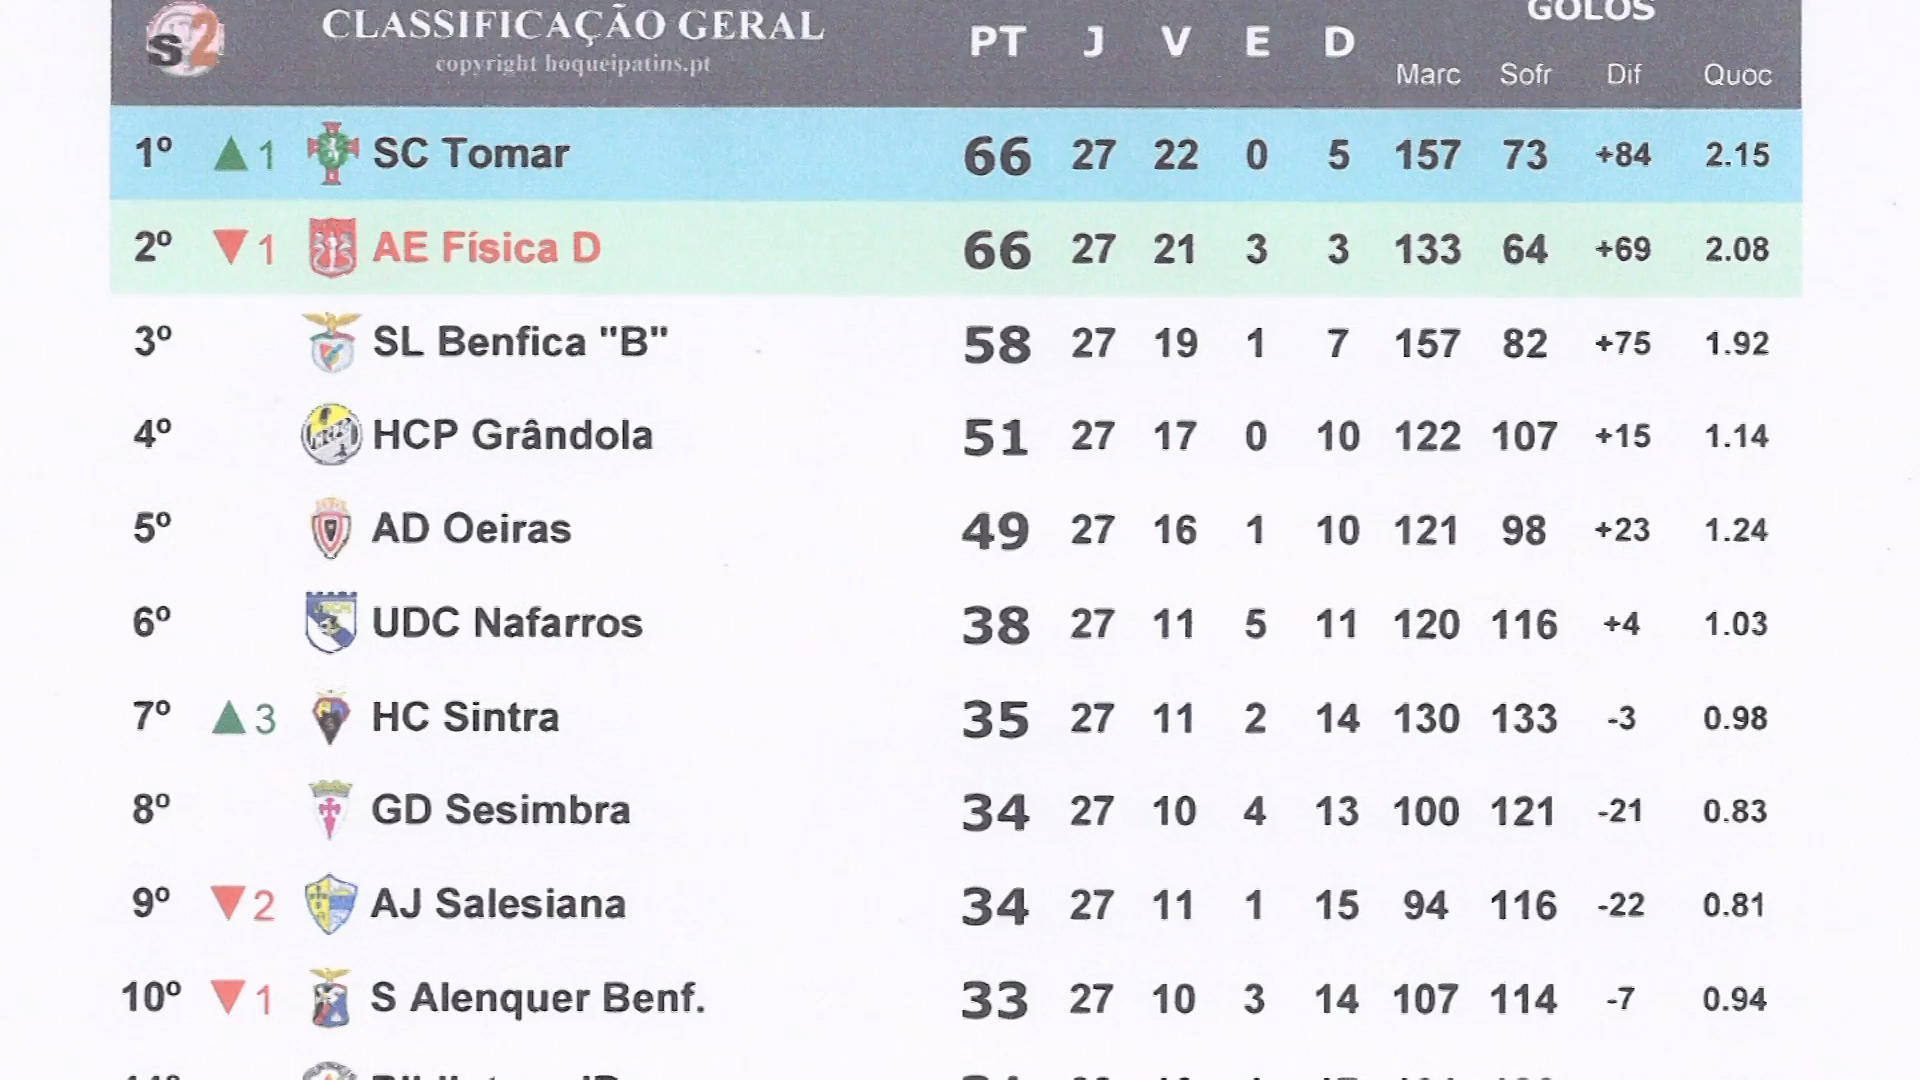 S2 CLASSIFICAÇÃO GERAL PT J V E D GOLOS
copyright hoqueipatins.pt Marc Sofr Dif Quoc
1º ▲ 1 SC Tomar 66 27 22 0 5 157 73 +84 2.15
2º ▼ 1 AE Física D 66 27 21 3 3 133 64 +69 2.08
3º SL Benfica "B" 58 27 19 1 7 157 82 +75 1.92
4º HCP Grândola 51 27 17 0 10 122 107 +15 1.14
5º AD Oeiras 49 27 16 1 10 121 98 +23 1.24
6º UDC Nafarros 38 27 11 5 11 120 116 +4 1.03
7º ▲ 3 HC Sintra 35 27 11 2 14 130 133 -3 0.98
8º GD Sesimbra 34 27 10 4 13 100 121 -21 0.83
9º ▼ 2 AJ Salesiana 34 27 11 1 15 94 116 -22 0.81
10º ▼ 1 S Alenquer Benf. 33 27 10 3 14 107 114 -7 0.94